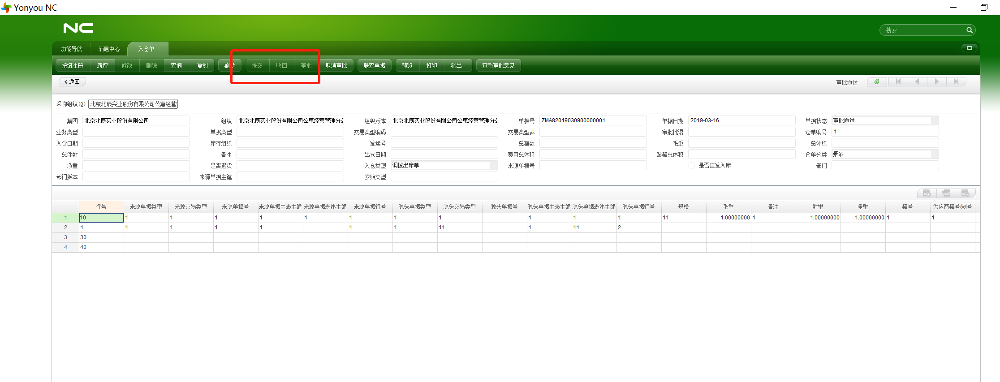 Yonyou NC
NC
搜索
功能导航 消息中心 入仓单
按钮注册 新增 修改 删除 查询 复制 刷新 提交 收回 审批 取消审批 联查单据 预览 打印 输出... 查看审批意见
返回 审批通过
采购组织(0) 北京北辰实业股份有限公司公寓经营
集团 北京北辰实业股份有限公司 组织 北京北辰实业股份有限公司公寓经营管理分公 组织版本 北京北辰实业股份有限公司公寓经营管理分公 单据号 ZMA82019030900000001 单据日期 2019-03-16 单据状态 审批通过
业务类型 单据类型 交易类型编码 交易类型pk 审批批语 仓单编号 1
入仓日期 库存组织 发运号 总箱数 毛重 总体积
总件数 备注 出仓日期 费用总体积 装箱总体积 仓单分类 烟酒
净重 是否退货 入仓类型 调拨出库单 来源单据号 是否直发入库 部门
部门版本 来源单据主键 索赔类型
行号 来源单据类型 来源交易类型 来源单据号 来源单据主表主键 来源单据表体主键 来源单据行号 源头单据类型 源头交易类型 源头单据号 源头单据主表主键 源头单据表体主键 源头单据行号 规格 毛重 备注 数量 净重 箱号 供应商箱号/剁号
1 10 1 1 1 1 1 1 1 1 1 1 1 11 1.00000000 1 1.00000000 1.00000000 1 1
2 1 1 1 1 1 1 1 11 1 11 2
3 30
4 40